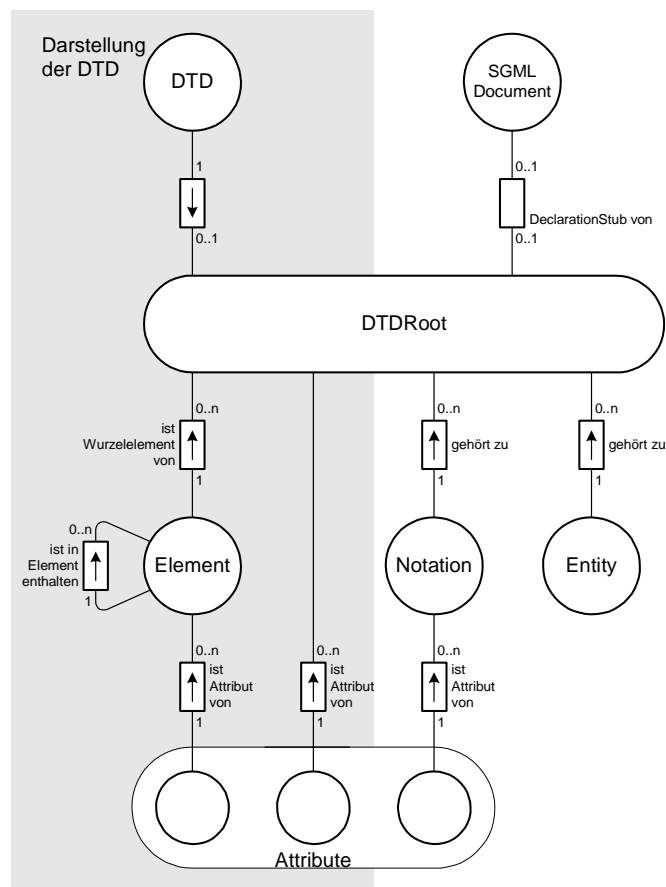 Darstellung
der DTD
DTD
SGML
Document
1
0..1
0..1
DeclarationStub von
0..1
DTDRoot
0..n
ist
Wurzelelement
von
1
0..n
gehört zu
1
0..n
gehört zu
1
0..n
ist in
Element
enthalten
1
Element
Notation
Entity
0..n
ist
Attribut
von
1
0..n
ist
Attribut
von
1
0..n
ist
Attribut
von
1
Attribute